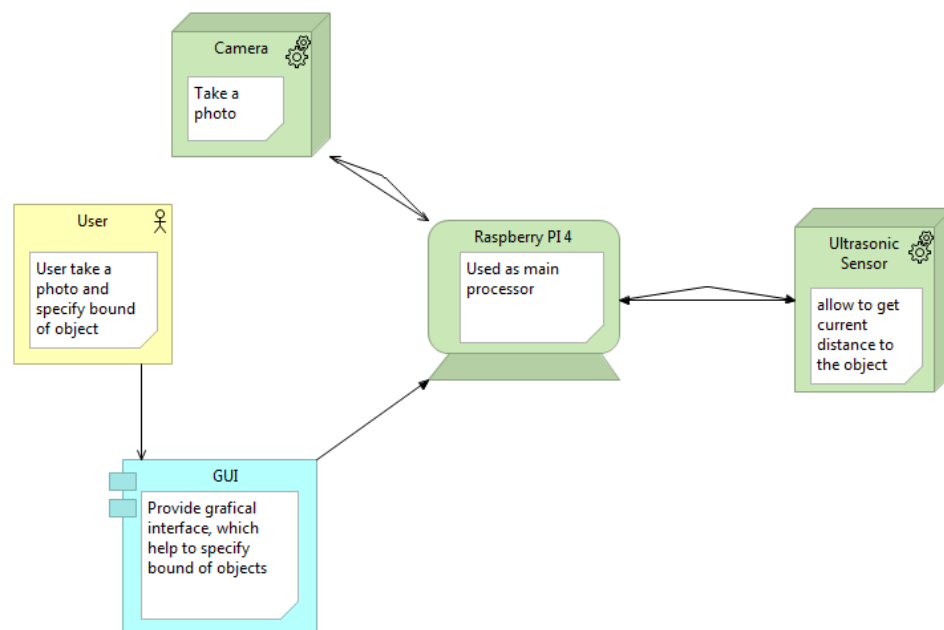 Camera
Take a
photo
User
User take a
photo and
specify bound
of object
Raspberry PI 4
Used as main
processor
Ultrasonic
Sensor
allow to get
current
distance to
the object
GUI
Provide grafical
interface, which
help to specify
bound of objects